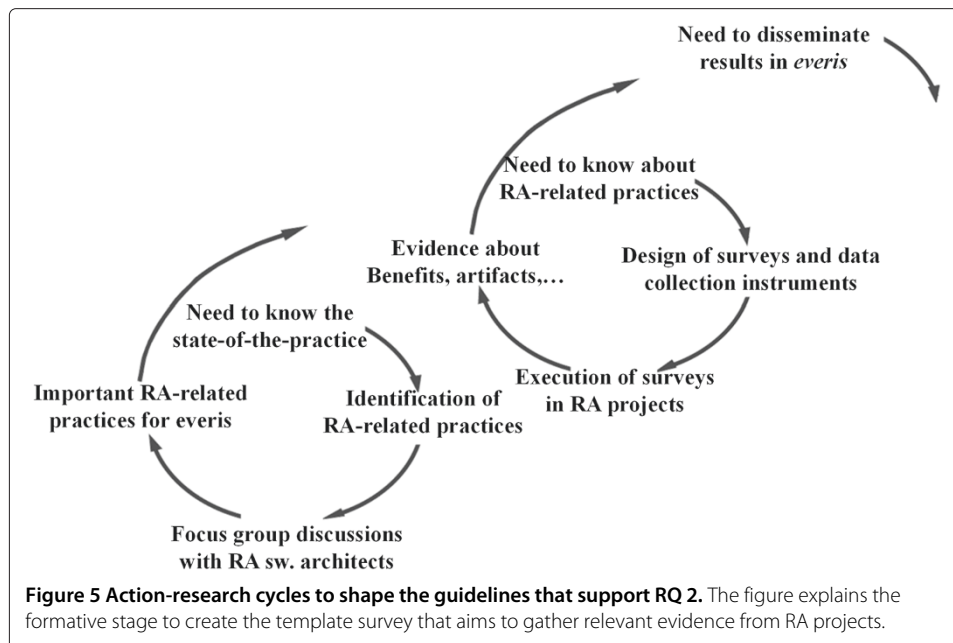 Need to disseminate
results in everis
Need to know about
RA-related practices
Evidence about
Benefits, artifacts,...
Design of surveys and data
collection instruments
Need to know the
state-of-the-practice
Execution of surveys
in RA projects
Important RA-related
practices for everis
Identification of
RA-related practices
Focus group discussions
with RA sw. architects
Figure 5 Action-research cycles to shape the guidelines that support RQ 2. The figure explains the
formative stage to create the template survey that aims to gather relevant evidence from RA projects.